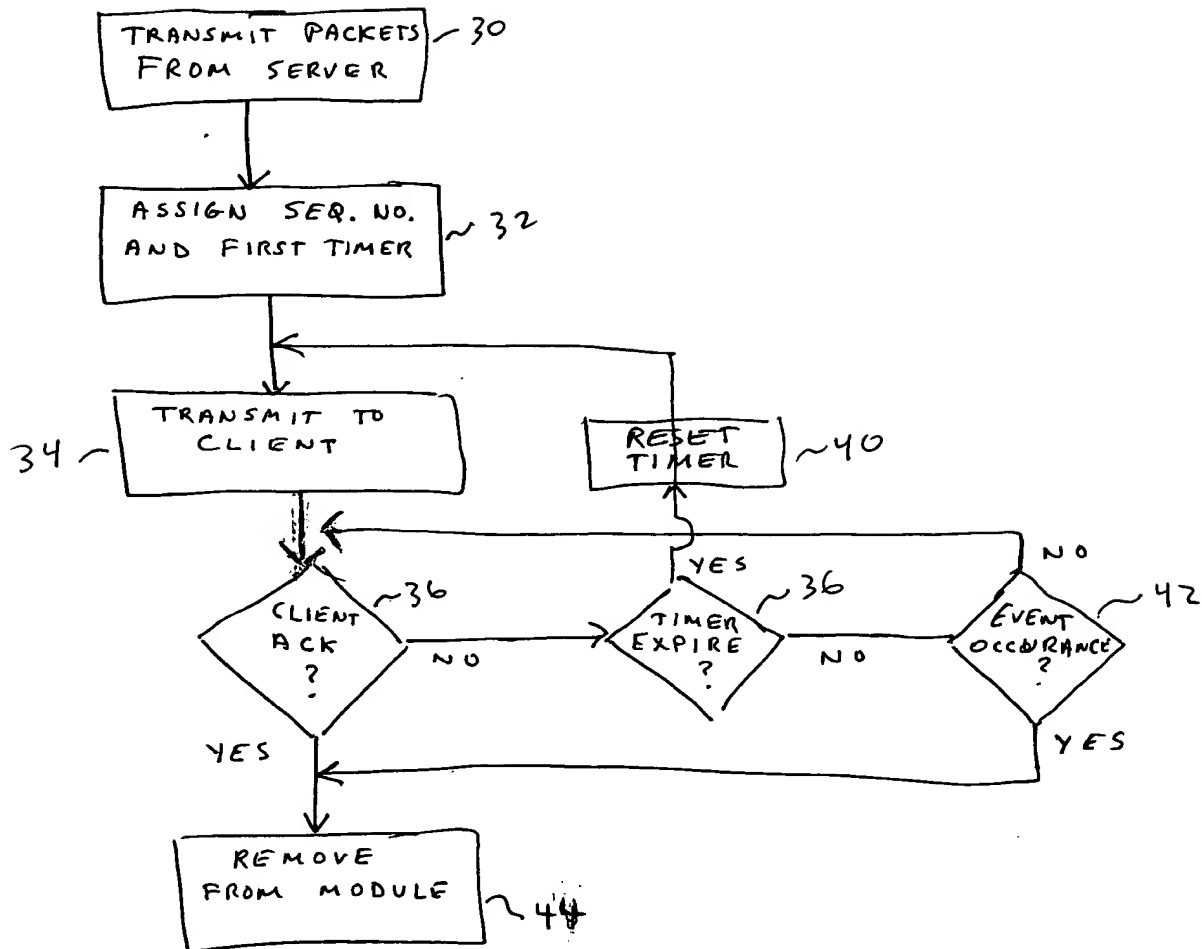 TRANSMIT PACKETS
FROM SERVER
30
ASSIGN SEQ. NO.
AND FIRST TIMER
32
TRANSMIT TO
CLIENT
34
RESET
TIMER
40
CLIENT
ACK
?
36
NO
YES
TIMER
EXPIRE
?
36
YES
NO
EVENT
OCCURANCE
?
42
NO
YES
REMOVE
FROM MODULE
44